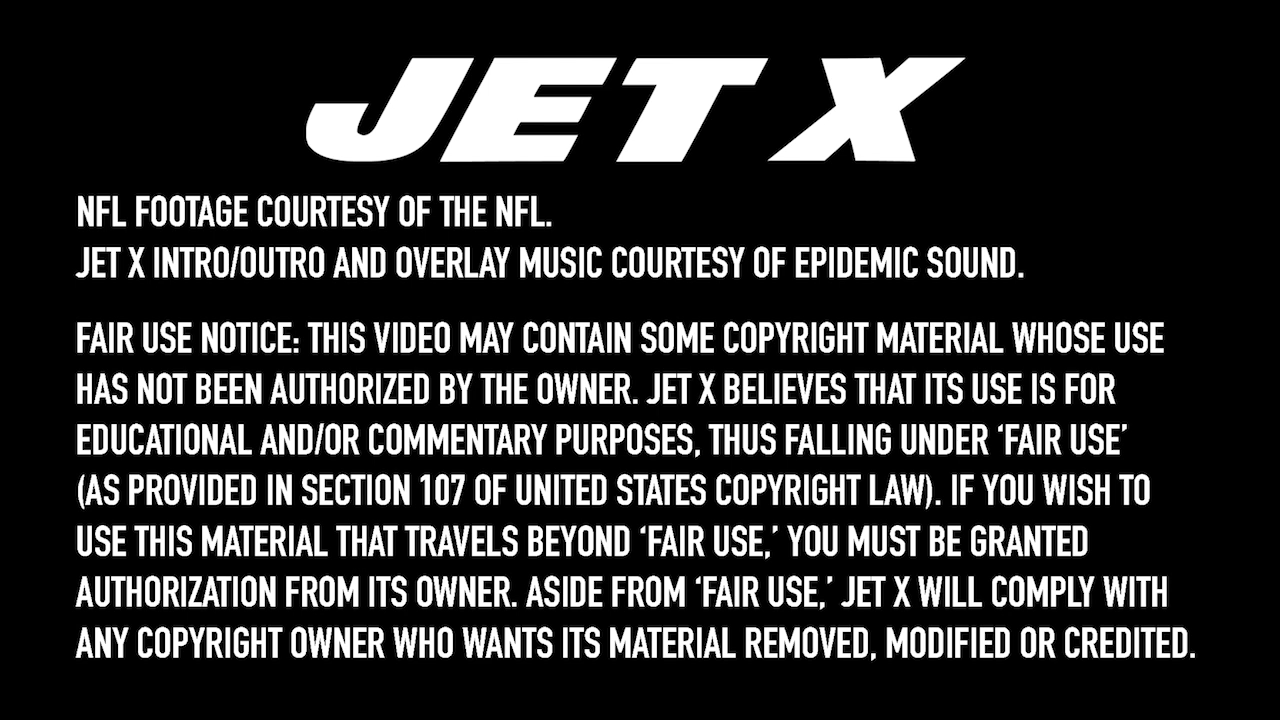 JET X
NFL FOOTAGE COURTESY OF THE NFL.
JET X INTRO/OUTRO AND OVERLAY MUSIC COURTESY OF EPIDEMIC SOUND.
FAIR USE NOTICE: THIS VIDEO MAY CONTAIN SOME COPYRIGHT MATERIAL WHOSE USE
HAS NOT BEEN AUTHORIZED BY THE OWNER. JET X BELIEVES THAT ITS USE IS FOR
EDUCATIONAL AND/OR COMMENTARY PURPOSES, THUS FALLING UNDER ‘FAIR USE’
(AS PROVIDED IN SECTION 107 OF UNITED STATES COPYRIGHT LAW). IF YOU WISH TO
USE THIS MATERIAL THAT TRAVELS BEYOND ‘FAIR USE,’ YOU MUST BE GRANTED
AUTHORIZATION FROM ITS OWNER. ASIDE FROM ‘FAIR USE,’ JET X WILL COMPLY WITH
ANY COPYRIGHT OWNER WHO WANTS ITS MATERIAL REMOVED, MODIFIED OR CREDITED.